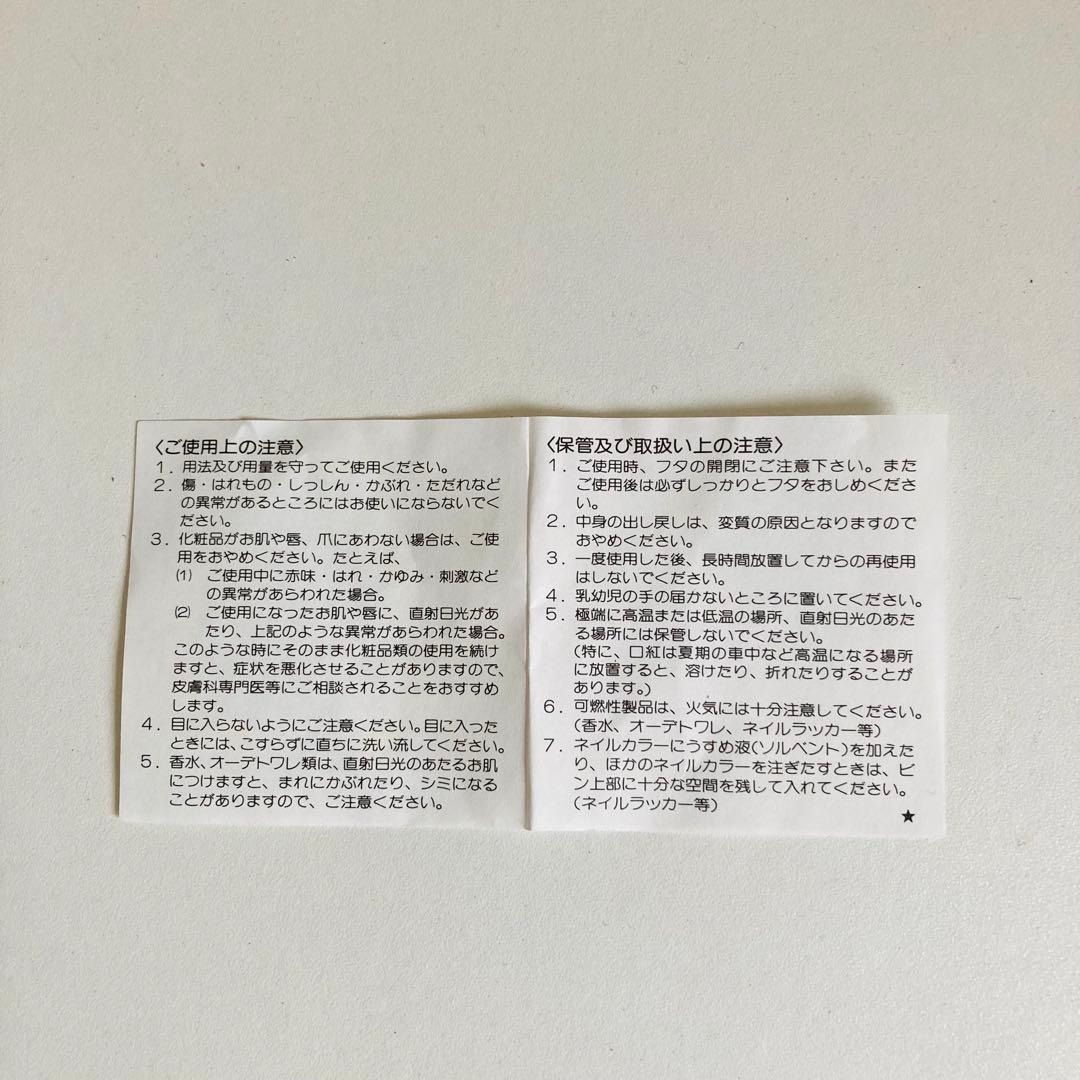 〈ご使用上の注意〉
1．用法及び用量を守ってご使用ください。
2．傷・はれもの・しっしん・かぶれ・ただれなど
の異常があるところにはお使いにならないでく
ださい。
3．化粧品がお肌や唇、爪にあわない場合は、ご使
用をおやめください。たとえば、
(1) ご使用中に赤味・はれ・かゆみ・刺激など
の異常があらわれた場合。
(2) ご使用になったお肌や唇に、直射日光があ
たり、上記のような異常があらわれた場合。
このような時にそのまま化粧品類の使用を続け
ますと、症状を悪化させることがありますので、
皮膚科専門医等にご相談されることをおすすめ
します。
4．目に入らないようにご注意ください。目に入った
ときには、こすらずに直ちに洗い流してください。
5．香水、オーデトワレ類は、直射日光のあたるお肌
につけますと、まれにかぶれたり、シミになる
ことがありますので、ご注意ください。
〈保管及び取扱い上の注意〉
1．ご使用時、フタの開閉にご注意下さい。また
ご使用後は必ずしっかりとフタをおしめくださ
い。
2．中身の出し戻しは、変質の原因となりますので
おやめください。
3．一度使用した後、長時間放置してからの再使用
はしないでください。
4．乳幼児の手の届かないところに置いてください。
5．極端に高温または低温の場所、直射日光のあた
る場所には保管しないでください。
(特に、口紅は夏期の車中など高温になる場所
に放置すると、溶けたり、折れたりすることが
あります。)
6．可燃性製品は、火気には十分注意してください。
(香水、オーデトワレ、ネイルラッカー等)
7．ネイルカラーにうすめ液(ソルベント)を加えた
り、ほかのネイルカラーを注ぎたすときは、ビ
ン上部に十分な空間を残して入れてください。
(ネイルラッカー等)
★